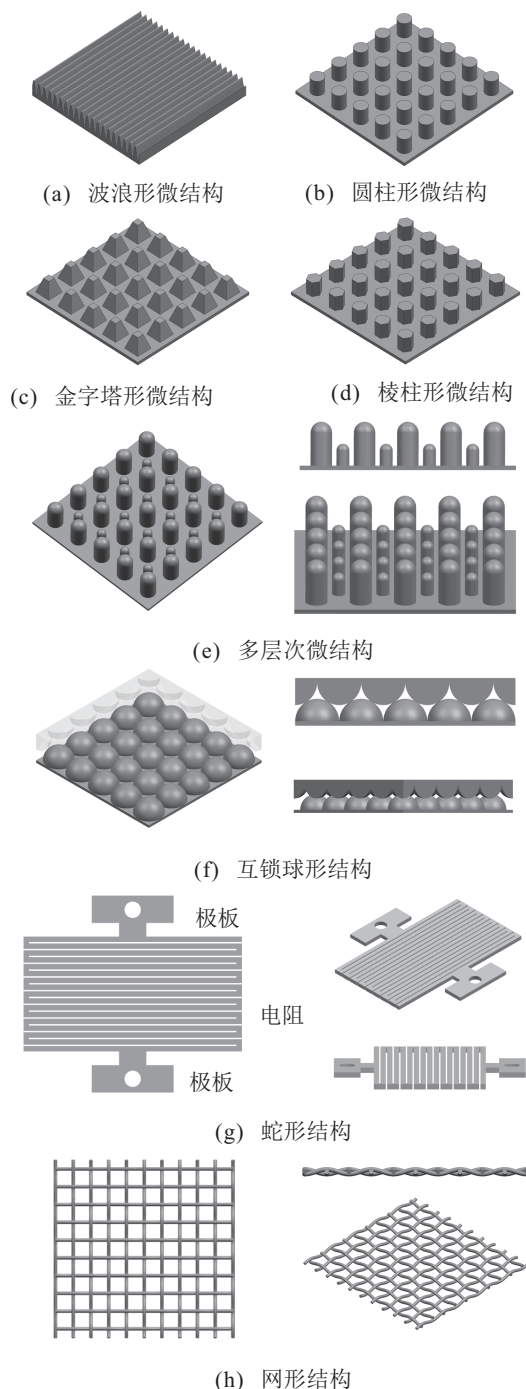 (a) 波浪形微结构
(b) 圆柱形微结构
(c) 金字塔形微结构
(d) 棱柱形微结构
(e) 多层次微结构
(f) 互锁球形结构
极板
电阻
极板
(g) 蛇形结构
(h) 网形结构